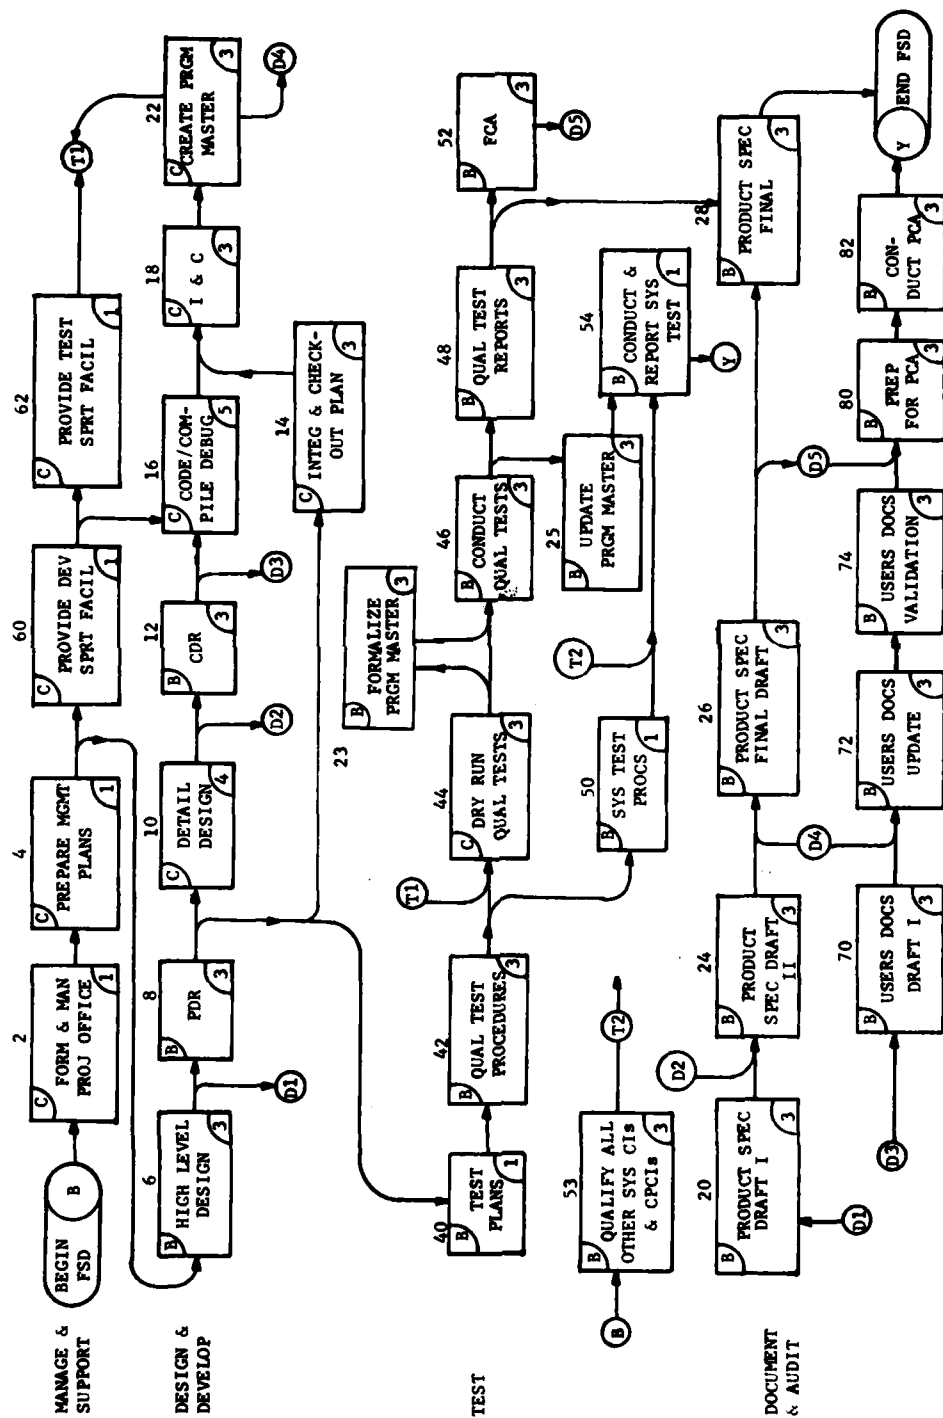 MANAGE &
SUPPORT
BEGIN
FSD
B
2
C
FORM & MAN
PROJ OFFICE
1
4
C
PREPARE MGMT
PLANS
1
60
C
PROVIDE DEV
SPRT FACIL
1
62
C
PROVIDE TEST
SPRT FACIL
1
T1
DESIGN &
DEVELOP
6
B
HIGH LEVEL
DESIGN
3
D1
8
B
PDR
3
10
C
DETAIL
DESIGN
4
D2
12
B
CDR
3
D3
16
C
CODE/COM-
PILE DEBUG
5
18
C
I & C
3
22
C
CREATE PRGM
MASTER
3
D4
14
C
INTEG & CHECK-
OUT PLAN
3
TEST
40
B
TEST
PLANS
1
42
B
QUAL TEST
PROCEDURES
3
T1
44
C
DRY RUN
QUAL TESTS
3
23
B
FORMALIZE
PRGM MASTER
3
46
B
CONDUCT
QUAL TESTS
3
48
B
QUAL TEST
REPORTS
3
52
B
FCA
3
D5
25
B
UPDATE
PRGM MASTER
3
50
B
SYS TEST
PROCS
1
T2
54
B
CONDUCT &
REPORT SYS
TEST
1
Y
B
53
B
QUALIFY ALL
OTHER SYS CIs
& CPCIs
3
T2
DOCUMENT
& AUDIT
D1
20
B
PRODUCT SPEC
DRAFT I
3
D2
24
B
PRODUCT
SPEC DRAFT
II
3
D4
26
B
PRODUCT SPEC
FINAL DRAFT
3
D5
28
B
PRODUCT SPEC
FINAL
3
D3
70
B
USERS DOCS
DRAFT I
3
72
B
USERS DOCS
UPDATE
3
74
B
USERS DOCS
VALIDATION
3
80
B
PREP
FOR PCA
3
82
B
CON-
DUCT PCA
3
Y
END FSD